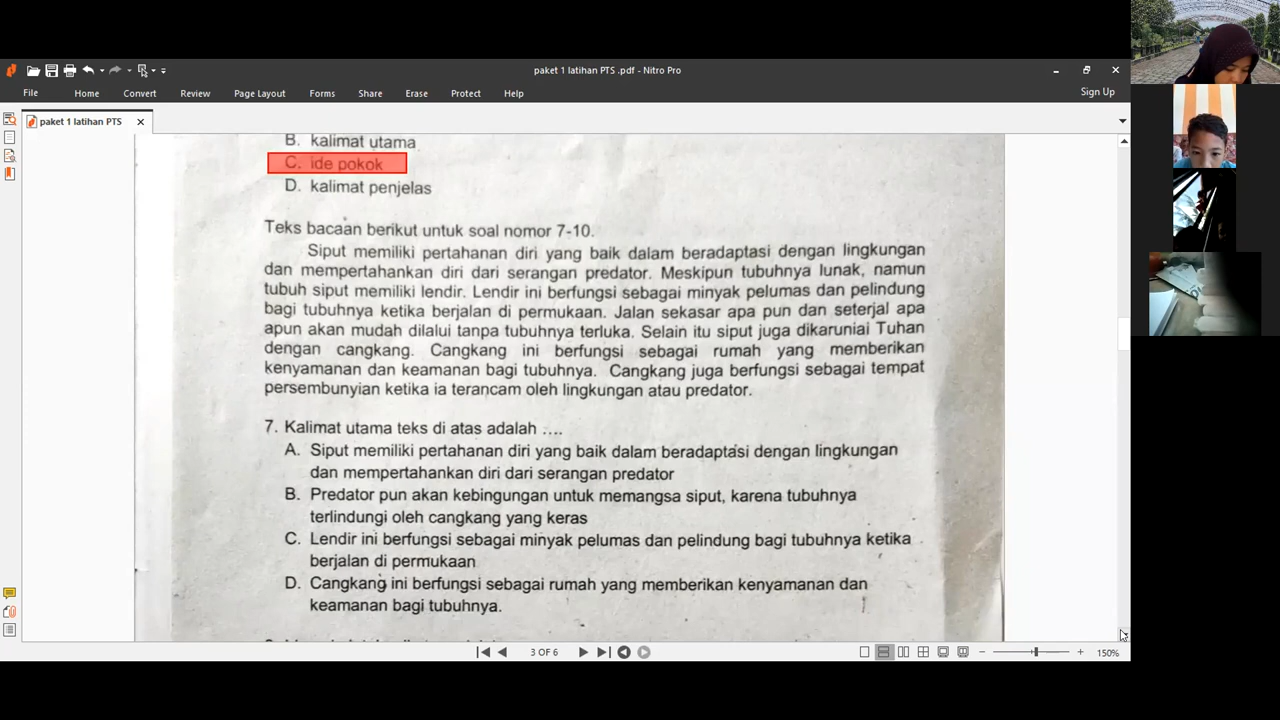 paket 1 latihan PTS .pdf - Nitro Pro
File Home Convert Review Page Layout Forms Share Erase Protect Help Sign Up
paket 1 latihan PTS
B. kalimat utama
C. ide pokok
D. kalimat penjelas
Teks bacaan berikut untuk soal nomor 7-10.
Siput memiliki pertahanan diri yang baik dalam beradaptasi dengan lingkungan
dan mempertahankan diri dari serangan predator. Meskipun tubuhnya lunak, namun
tubuh siput memiliki lendir. Lendir ini berfungsi sebagai minyak pelumas dan pelindung
bagi tubuhnya ketika berjalan di permukaan. Jalan sekasar apa pun dan seterjal apa
apun akan mudah dilalui tanpa tubuhnya terluka. Selain itu siput juga dikaruniai Tuhan
dengan cangkang. Cangkang ini berfungsi sebagai rumah yang memberikan
kenyamanan dan keamanan bagi tubuhnya. Cangkang juga berfungsi sebagai tempat
persembunyian ketika ia terancam oleh lingkungan atau predator.
7. Kalimat utama teks di atas adalah ....
A. Siput memiliki pertahanan diri yang baik dalam beradaptasi dengan lingkungan
dan mempertahankan diri dari serangan predator
B. Predator pun akan kebingungan untuk memangsa siput, karena tubuhnya
terlindungi oleh cangkang yang keras
C. Lendir ini berfungsi sebagai minyak pelumas dan pelindung bagi tubuhnya ketika
berjalan di permukaan
D. Cangkang ini berfungsi sebagai rumah yang memberikan kenyamanan dan
keamanan bagi tubuhnya.
3 OF 6
150%